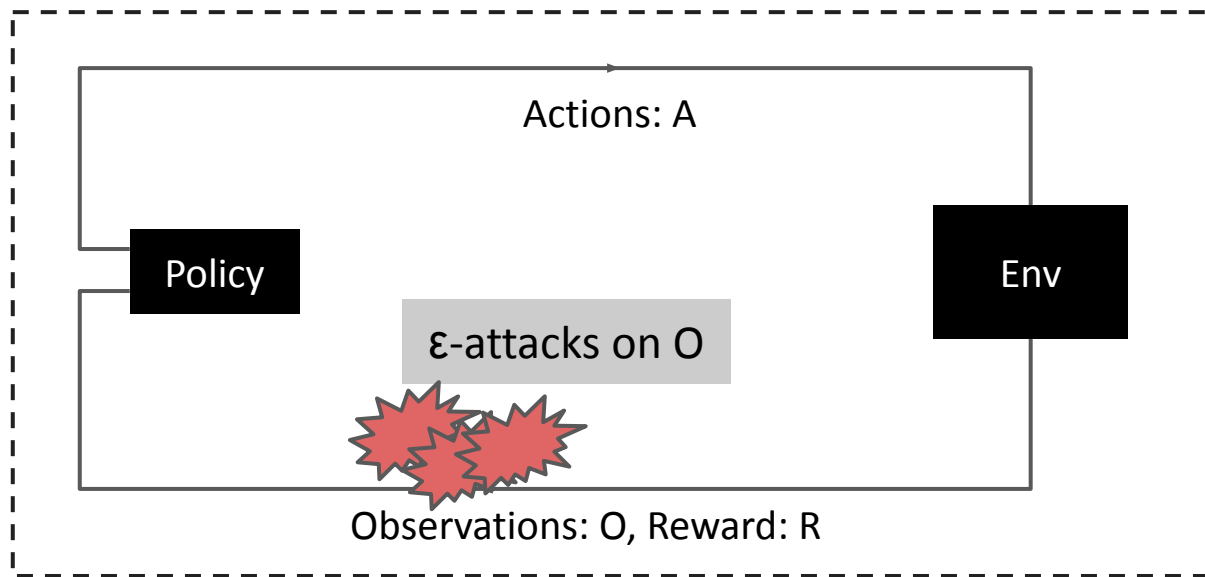 Actions: A
Policy
Env
ε-attacks on O
Observations: O, Reward: R